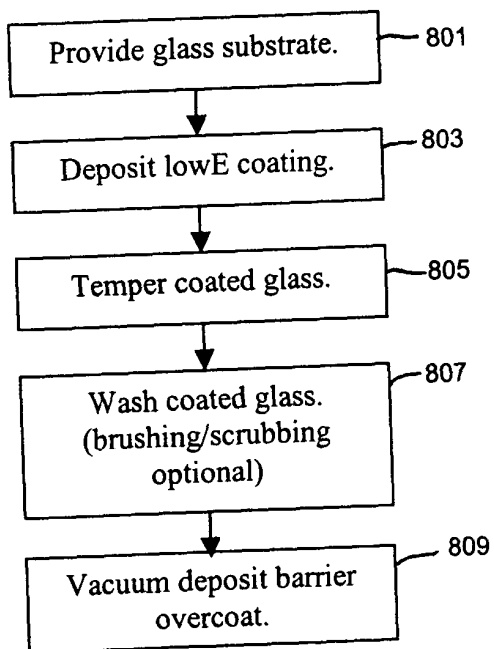 Provide glass substrate.
801
Deposit lowE coating.
803
Temper coated glass.
805
Wash coated glass.
(brushing/scrubbing
optional)
807
Vacuum deposit barrier
overcoat.
809